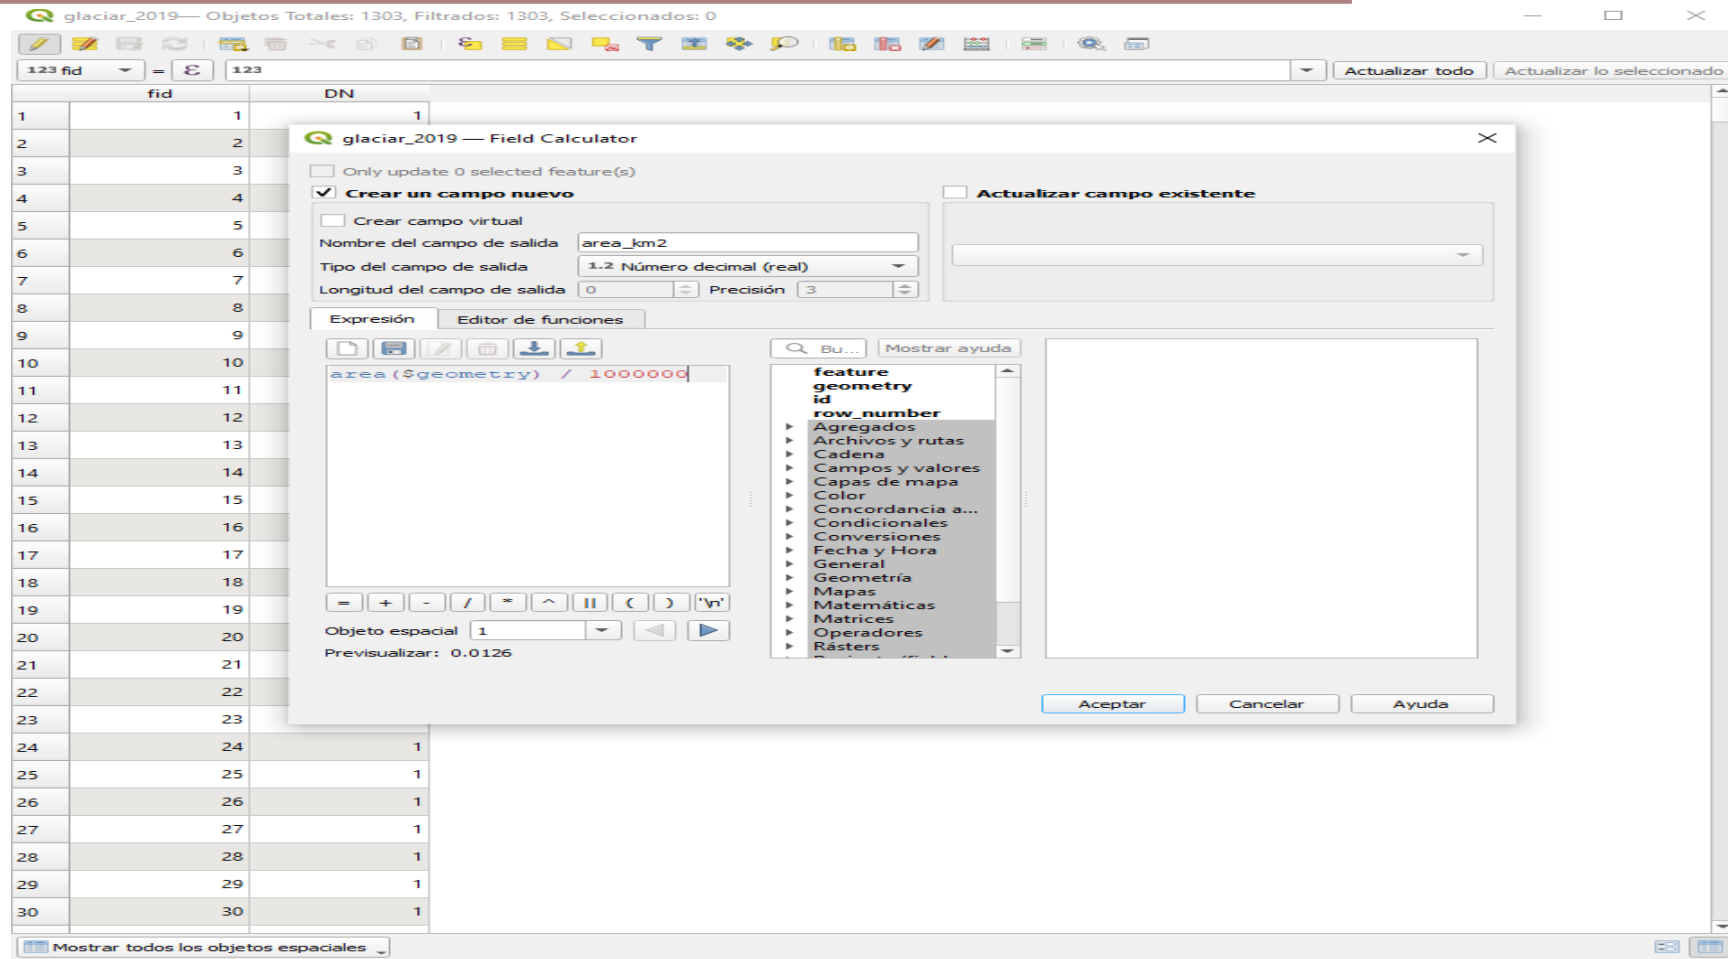 glaciar_2019— Objetos Totales: 1303, Filtrados: 1303, Seleccionados: 0
123 fid = ε 123 Actualizar todo Actualizar lo seleccionado
fid DN
1 1 1
2 2
3 3
4 4
5 5
6 6
7 7
8 8
9 9
10 10
11 11
12 12
13 13
14 14
15 15
16 16
17 17
18 18
19 19
20 20
21 21
22 22
23 23
24 24 1
25 25 1
26 26 1
27 27 1
28 28 1
29 29 1
30 30 1
Mostrar todos los objetos espaciales
glaciar_2019 — Field Calculator
Only update 0 selected feature(s)
Crear un campo nuevo
Actualizar campo existente
Crear campo virtual
Nombre del campo de salida area_km2
Tipo del campo de salida 1.2 Número decimal (real)
Longitud del campo de salida 0 Precisión 3
Expresión Editor de funciones
Bu... Mostrar ayuda
area($geometry) / 1000000
feature
geometry
id
row_number
Agregados
Archivos y rutas
Cadena
Campos y valores
Capas de mapa
Color
Concordancia a...
Condicionales
Conversiones
Fecha y Hora
General
Geometría
Mapas
Matemáticas
Matrices
Operadores
Rásters
= + - / * ^ || ( ) '\n'
Objeto espacial 1
Previsualizar: 0.0126
Aceptar Cancelar Ayuda